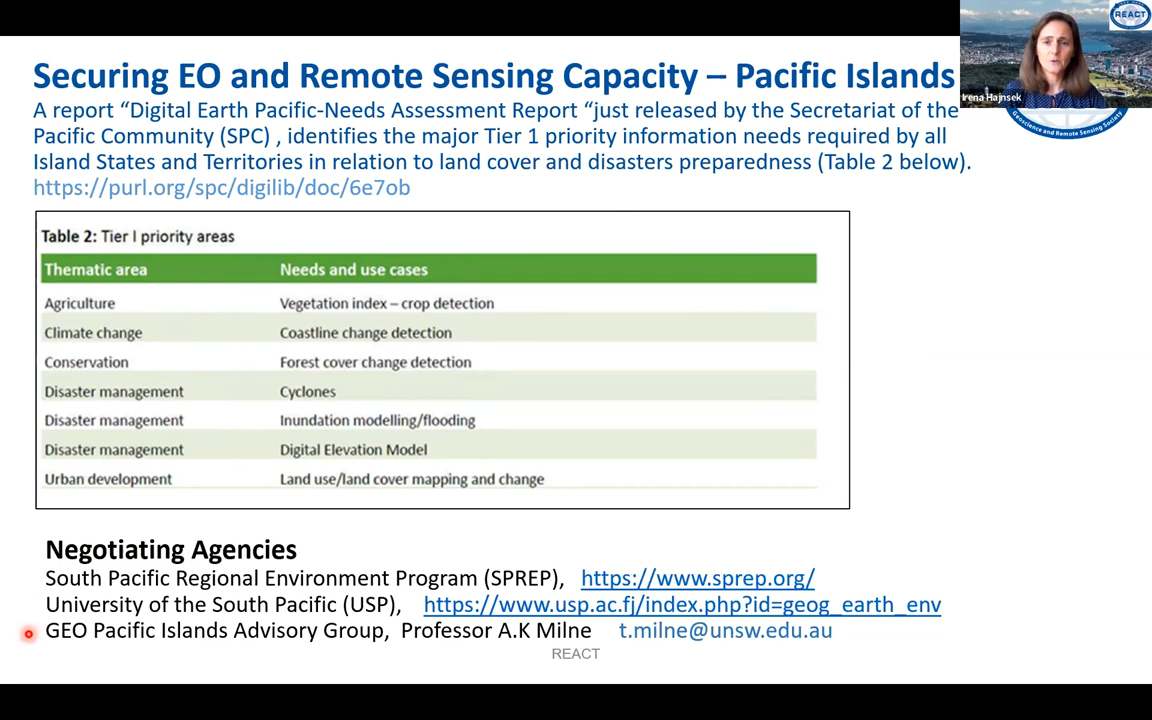 Securing EO and Remote Sensing Capacity – Pacific Islands
A report “Digital Earth Pacific-Needs Assessment Report “just released by the Secretariat of the
Pacific Community (SPC) , identifies the major Tier 1 priority information needs required by all
Island States and Territories in relation to land cover and disasters preparedness (Table 2 below).
https://purl.org/spc/digilib/doc/6e7ob
REACT
Irena Hajnsek
Geoscience and Remote Sensing Society
Table 2: Tier I priority areas
Thematic area Needs and use cases
Agriculture Vegetation index – crop detection
Climate change Coastline change detection
Conservation Forest cover change detection
Disaster management Cyclones
Disaster management Inundation modelling/flooding
Disaster management Digital Elevation Model
Urban development Land use/land cover mapping and change
Negotiating Agencies
South Pacific Regional Environment Program (SPREP), https://www.sprep.org/
University of the South Pacific (USP), https://www.usp.ac.fj/index.php?id=geog_earth_env
GEO Pacific Islands Advisory Group, Professor A.K Milne t.milne@unsw.edu.au
REACT